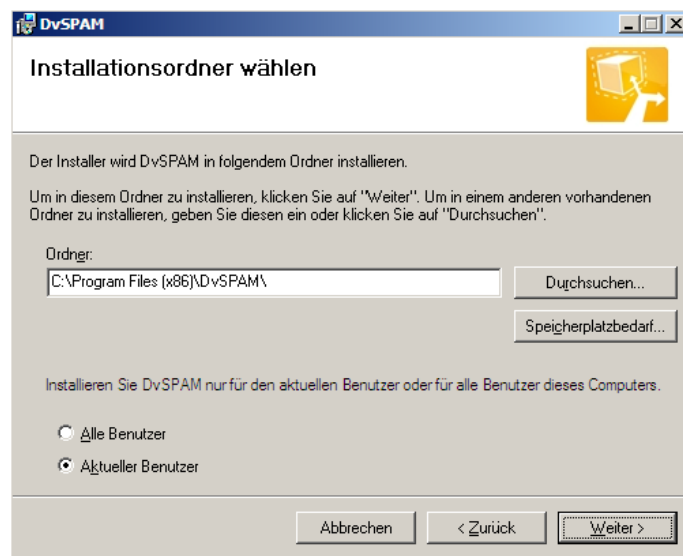 DvSPAM
Installationsordner wählen
Der Installer wird DvSPAM in folgendem Ordner installieren.
Um in diesem Ordner zu installieren, klicken Sie auf "Weiter". Um in einem anderen vorhandenen
Ordner zu installieren, geben Sie diesen ein oder klicken Sie auf "Durchsuchen".
Ordner:
C:\Program Files (x86)\DvSPAM\
Durchsuchen...
Speicherplatzbedarf...
Installieren Sie DvSPAM nur für den aktuellen Benutzer oder für alle Benutzer dieses Computers.
Alle Benutzer
Aktueller Benutzer
Abbrechen
< Zurück
Weiter >